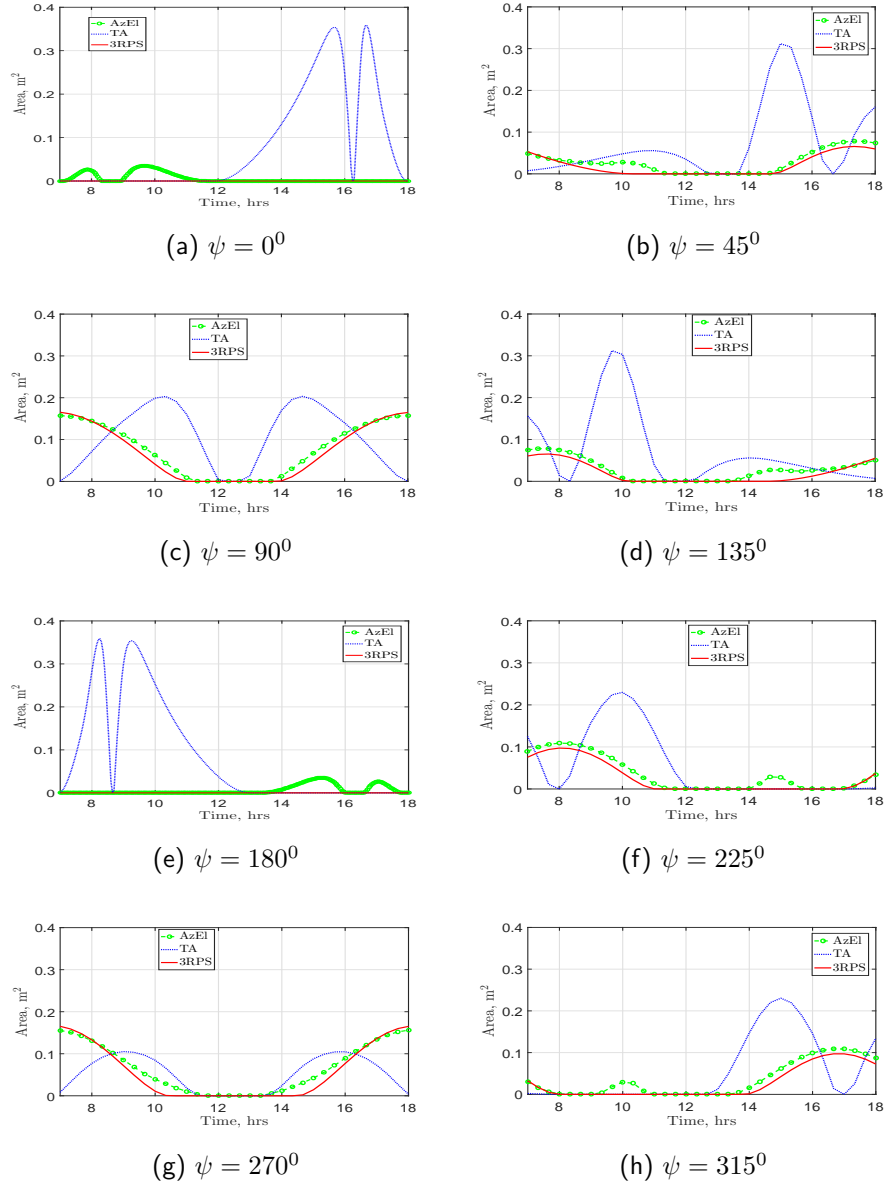 0.4
0.3
0.2
0.1
0
Area, m²
AzEl
TA
3RPS
8 10 12 14 16 18
Time, hrs
(a) ψ = 0⁰
0.4
0.3
0.2
0.1
0
Area, m²
AzEl
TA
3RPS
8 10 12 14 16 18
Time, hrs
(b) ψ = 45⁰
0.4
0.3
0.2
0.1
0
Area, m²
AzEl
TA
3RPS
8 10 12 14 16 18
Time, hrs
(c) ψ = 90⁰
0.4
0.3
0.2
0.1
0
Area, m²
AzEl
TA
3RPS
8 10 12 14 16 18
Time, hrs
(d) ψ = 135⁰
0.4
0.3
0.2
0.1
0
Area, m²
AzEl
TA
3RPS
8 10 12 14 16 18
Time, hrs
(e) ψ = 180⁰
0.4
0.3
0.2
0.1
0
Area, m²
AzEl
TA
3RPS
8 10 12 14 16 18
Time, hrs
(f) ψ = 225⁰
0.4
0.3
0.2
0.1
0
Area, m²
AzEl
TA
3RPS
8 10 12 14 16 18
Time, hrs
(g) ψ = 270⁰
0.4
0.3
0.2
0.1
0
Area, m²
AzEl
TA
3RPS
8 10 12 14 16 18
Time, hrs
(h) ψ = 315⁰